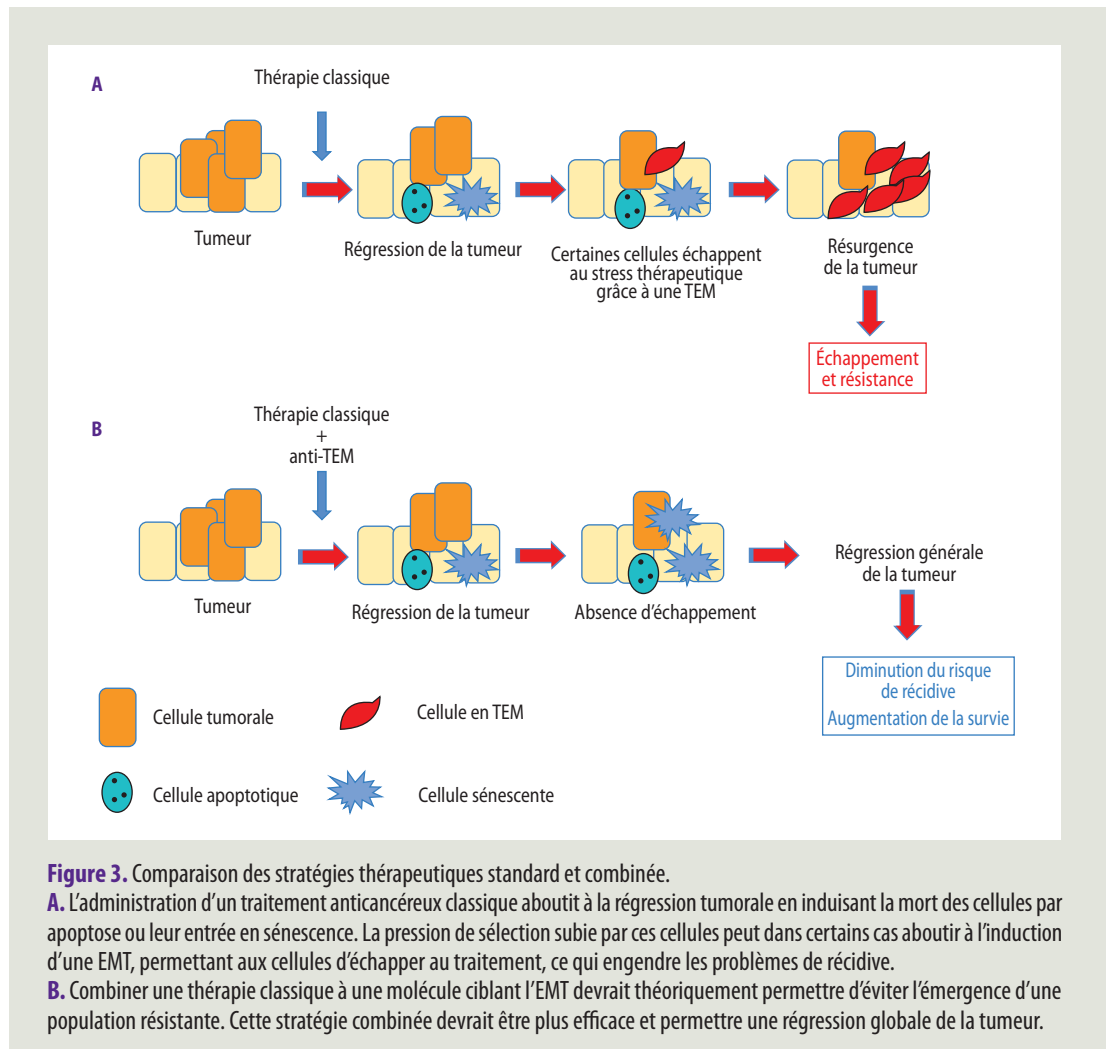 A
Thérapie classique
Tumeur
Régression de la tumeur
Certaines cellules échappent
au stress thérapeutique
grâce à une TEM
Résurgence
de la tumeur
Échappement
et résistance
B
Thérapie classique
+
anti-TEM
Tumeur
Régression de la tumeur
Absence d'échappement
Régression générale
de la tumeur
Diminution du risque
de récidive
Augmentation de la survie
Cellule tumorale
Cellule en TEM
Cellule apoptotique
Cellule sénescente
Figure 3. Comparaison des stratégies thérapeutiques standard et combinée.
A. L'administration d'un traitement anticancéreux classique aboutit à la régression tumorale en induisant la mort des cellules par
apoptose ou leur entrée en sénescence. La pression de sélection subie par ces cellules peut dans certains cas aboutir à l'induction
d'une EMT, permettant aux cellules d'échapper au traitement, ce qui engendre les problèmes de récidive.
B. Combiner une thérapie classique à une molécule ciblant l'EMT devrait théoriquement permettre d'éviter l'émergence d'une
population résistante. Cette stratégie combinée devrait être plus efficace et permettre une régression globale de la tumeur.